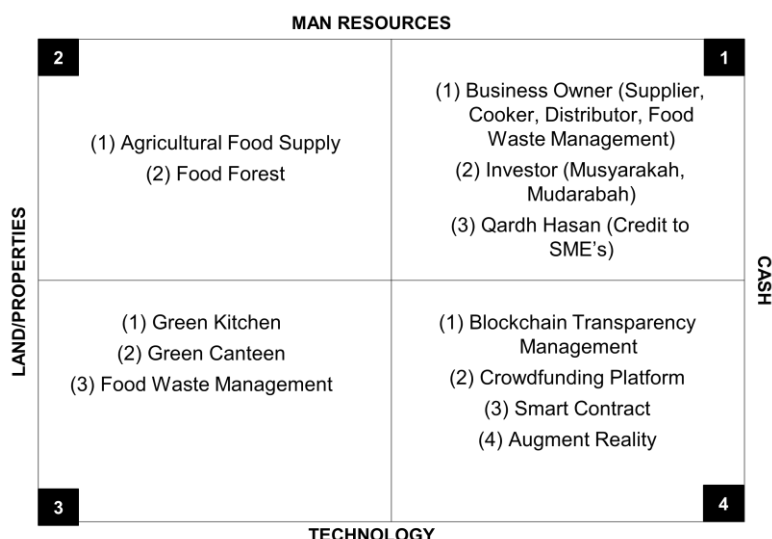 MAN RESOURCES
2
1
(1) Agricultural Food Supply
(2) Food Forest
(1) Business Owner (Supplier,
Cooker, Distributor, Food
Waste Management)
(2) Investor (Musyarakah,
Mudarabah)
(3) Qardh Hasan (Credit to
SME's)
LAND/PROPERTIES
CASH
(1) Green Kitchen
(2) Green Canteen
(3) Food Waste Management
(1) Blockchain Transparency
Management
(2) Crowdfunding Platform
(3) Smart Contract
(4) Augment Reality
3
4
TECHNOLOGY